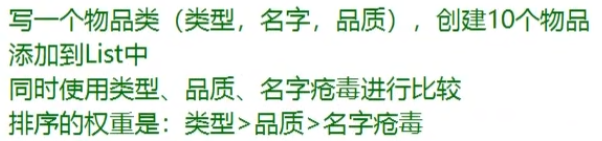 写一个物品类（类型，名字，品质），创建10个物品
添加到List中
同时使用类型、品质、名字疮毒进行比较
排序的权重是：类型>品质>名字疮毒